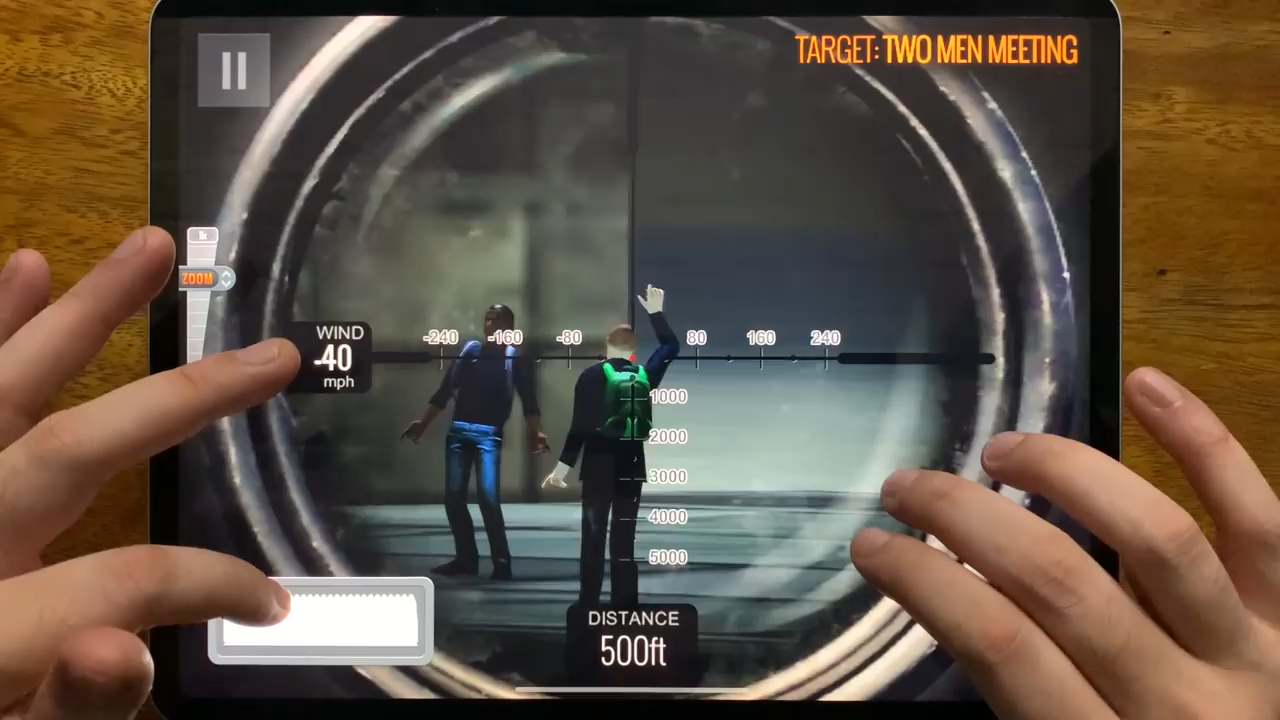 TARGET: TWO MEN MEETING
1x
ZOOM
WIND
-40
mph
-240 -160 -80 80 160 240
1000
2000
3000
4000
5000
DISTANCE
500ft